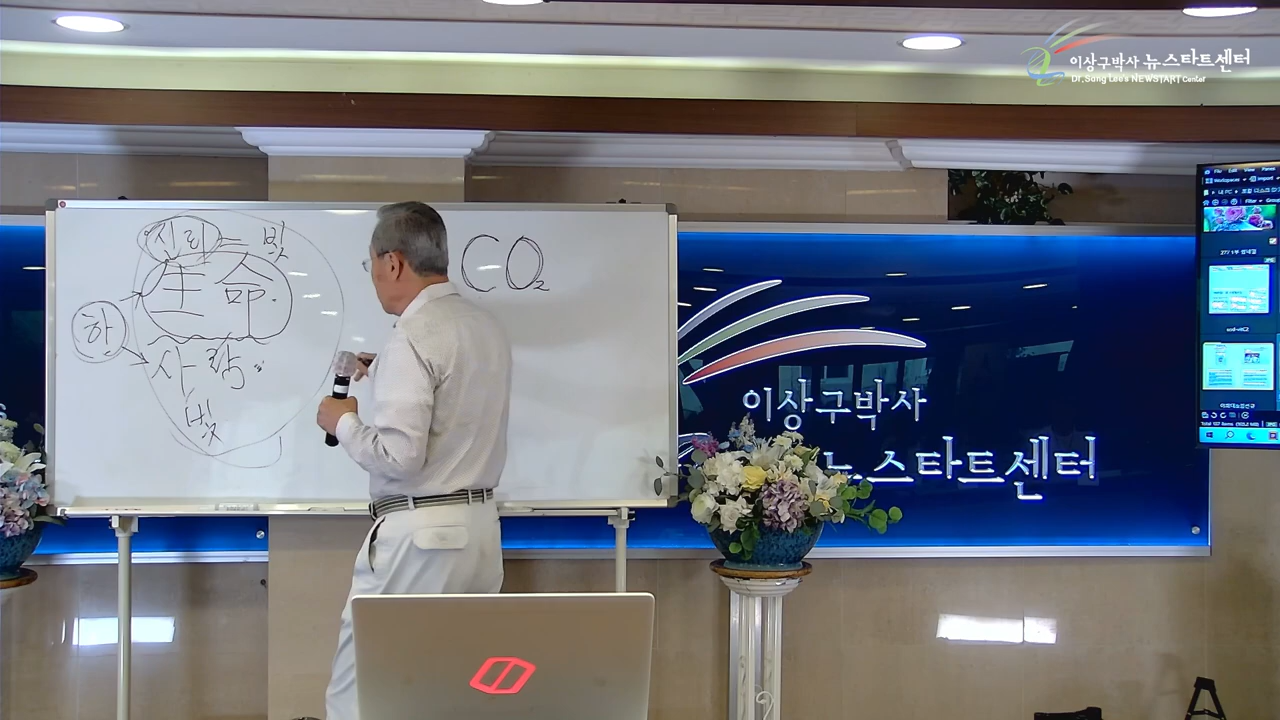 이상구박사 뉴스타트센터
Dr. Sang Lee's NEWSTART Center
진리 = 빛
生命
하
사랑
빛
CO₂
이상구박사
뉴스타트센터